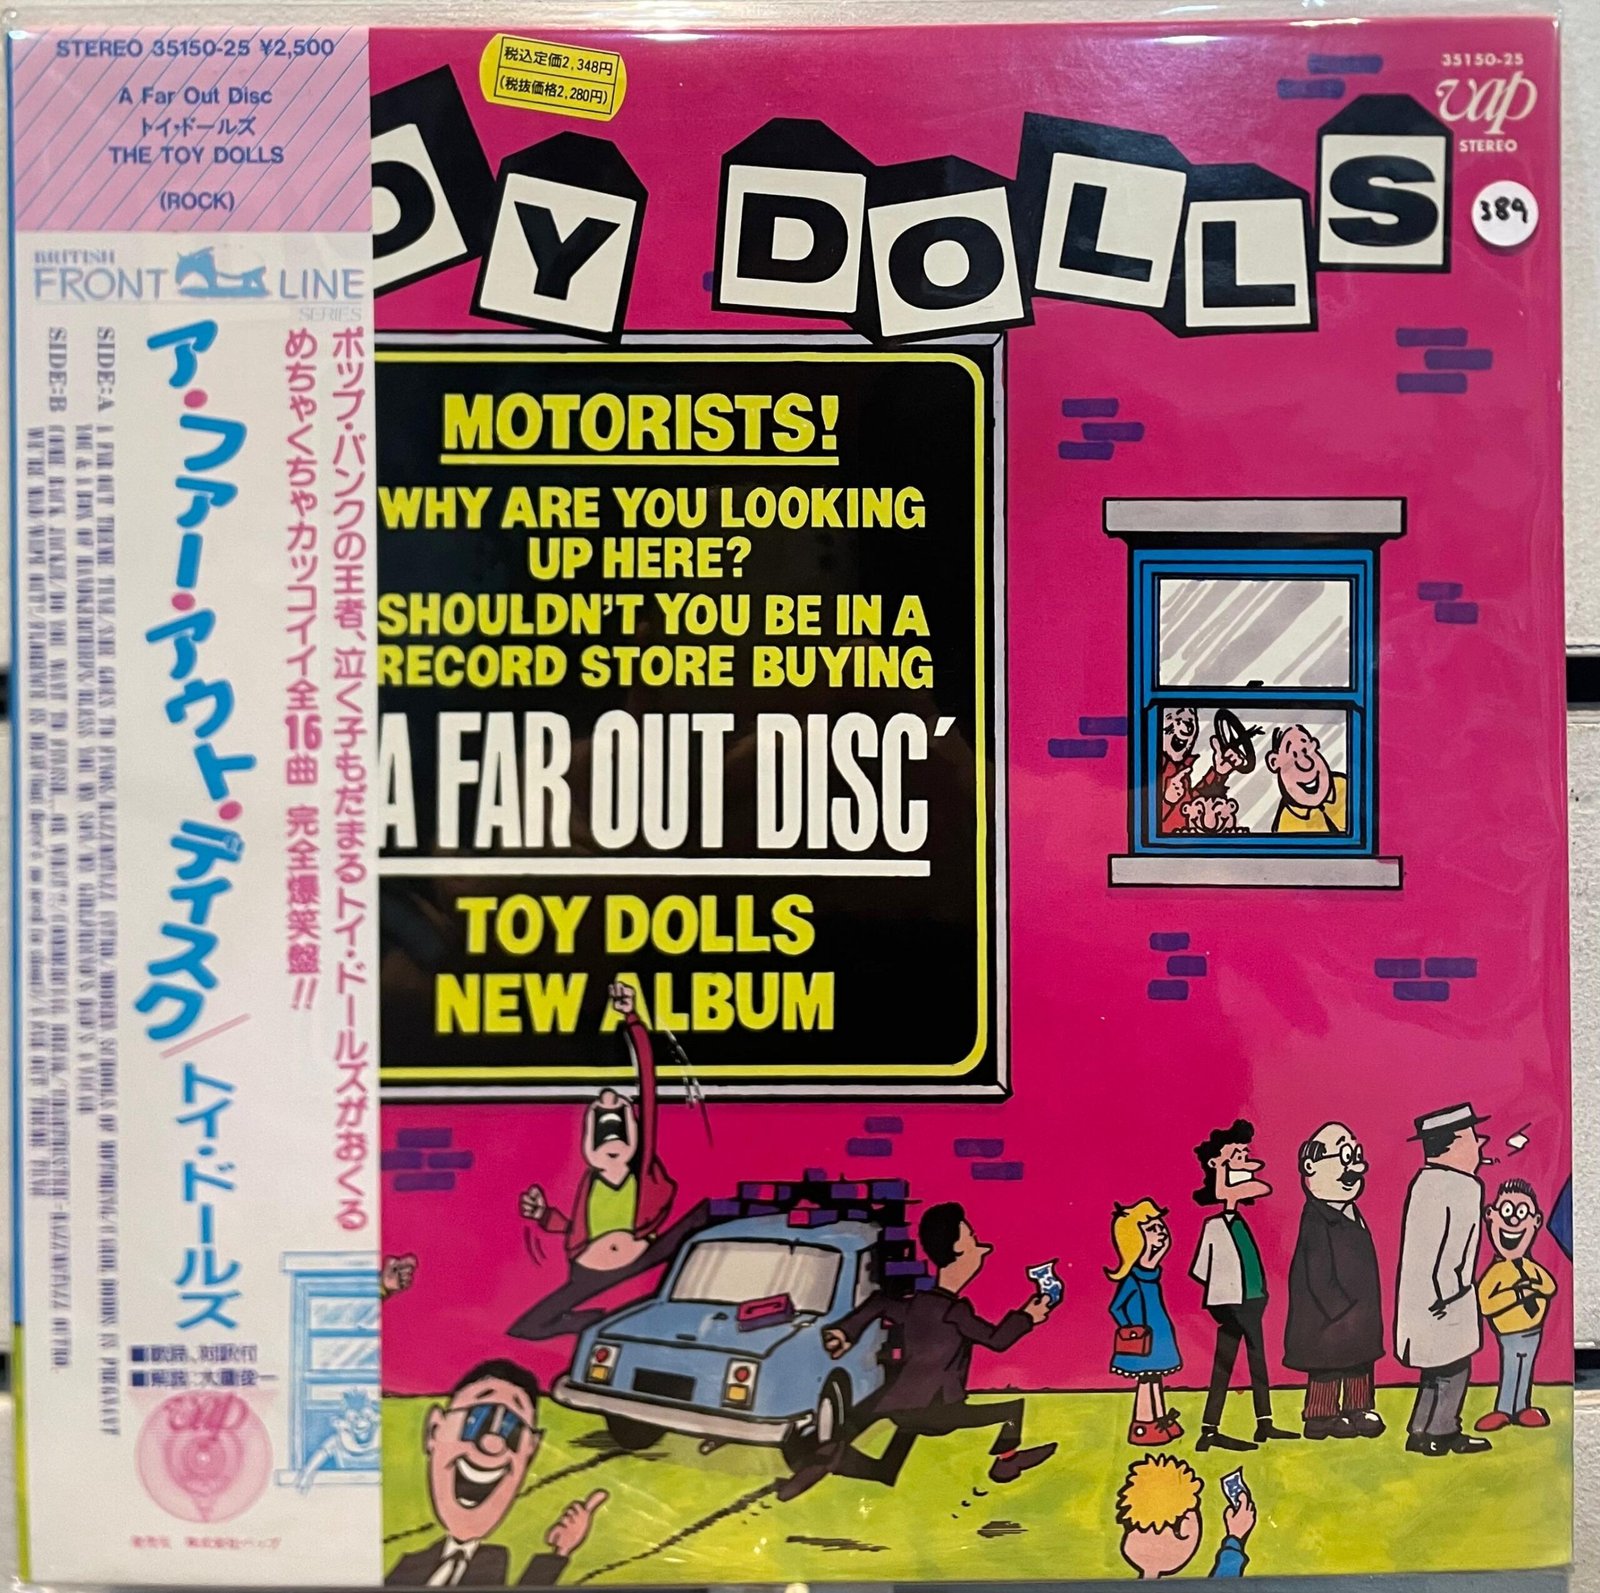 STEREO 35150-25 ¥2,500
A Far Out Disc
トイ・ドールズ
THE TOY DOLLS
(ROCK)
BRITISH
FRONT LINE
SERIES
ポップ・パンクの王者、泣く子もだまるトイ・ドールズがおくる
めちゃくちゃカッコイイ全16曲 完全爆笑盤!!
ア・ファー・アウト・ディスク/トイ・ドールズ
SIDE:A
SIDE:B
■歌詞、対訳付
vap
税込定価2,348円
(税抜価格2,280円)
OY DOLLS
35150-25
vap
STEREO
389
MOTORISTS!
WHY ARE YOU LOOKING
UP HERE?
SHOULDN'T YOU BE IN A
RECORD STORE BUYING
A FAR OUT DISC'
TOY DOLLS
NEW ALBUM